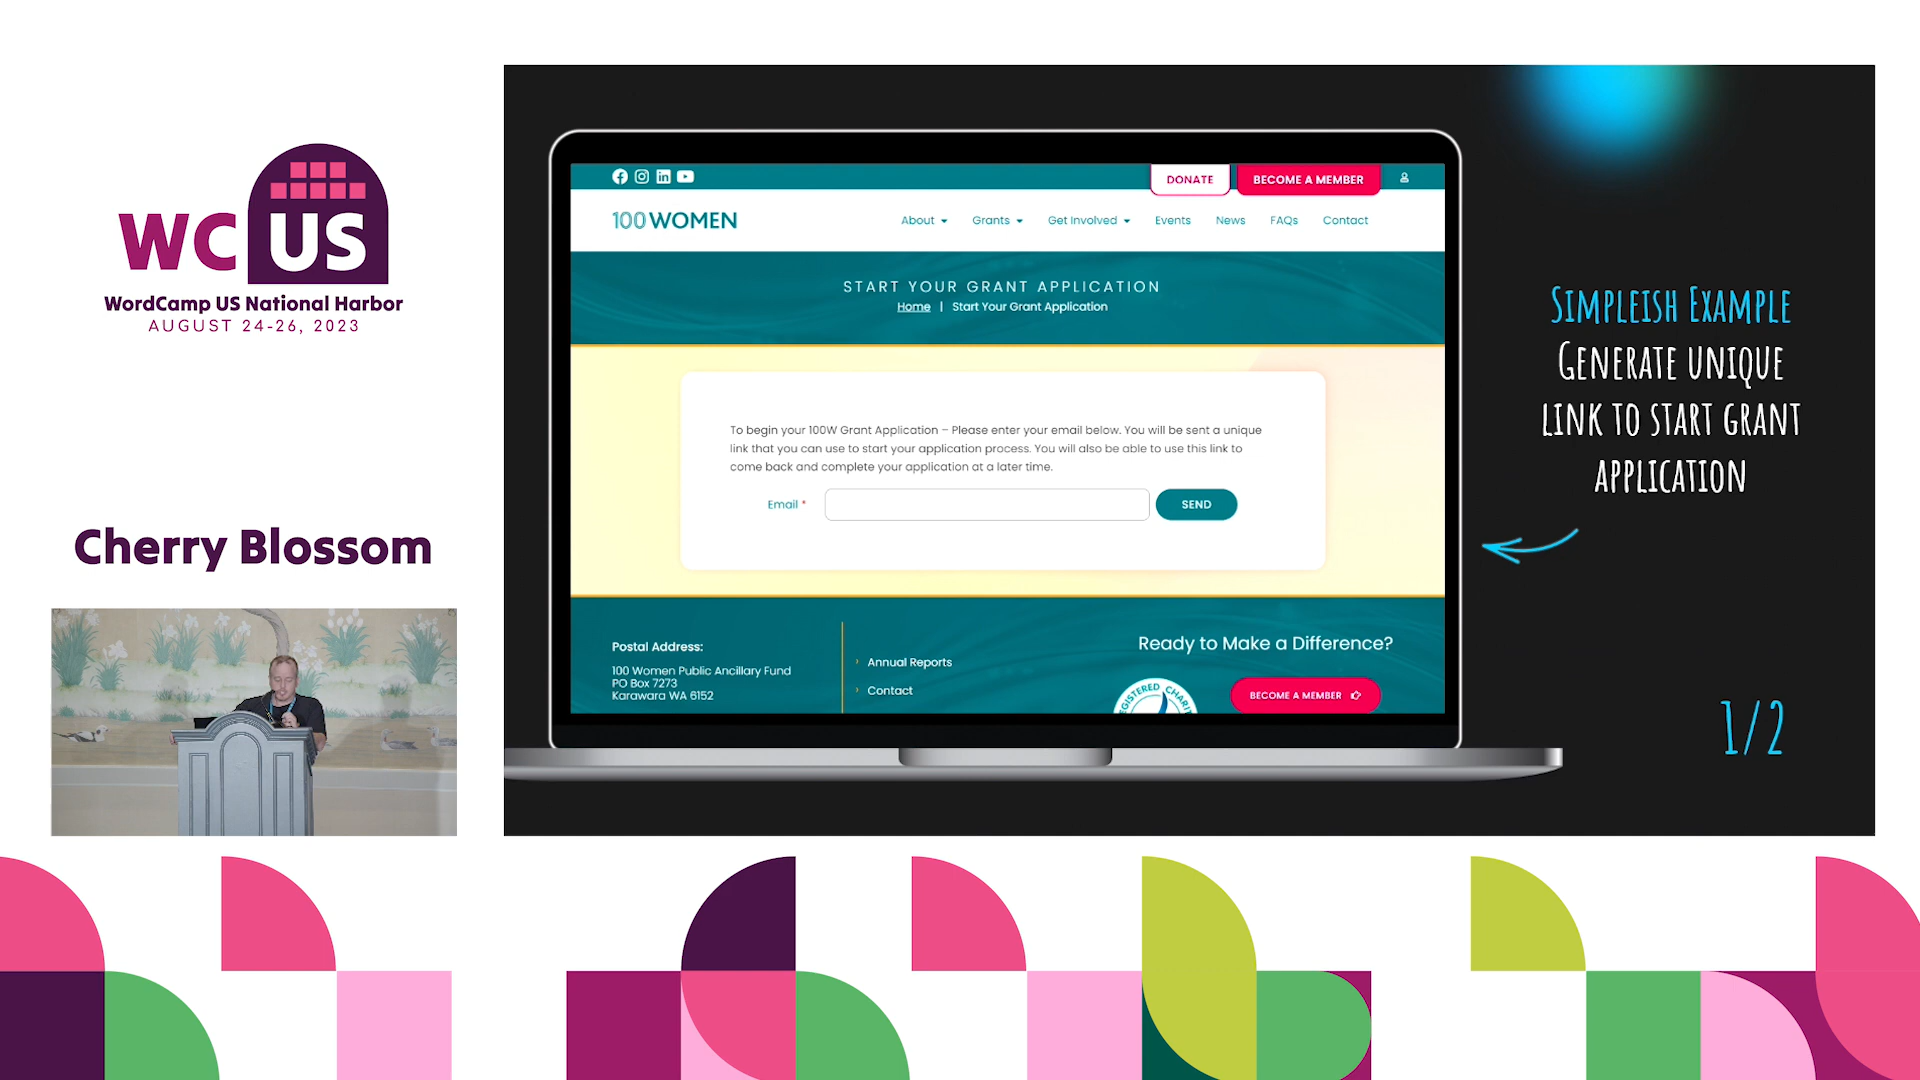 WC US
WordCamp US National Harbor
AUGUST 24-26, 2023
Cherry Blossom
DONATE
BECOME A MEMBER
100 WOMEN
About
Grants
Get Involved
Events
News
FAQs
Contact
START YOUR GRANT APPLICATION
Home | Start Your Grant Application
To begin your 100W Grant Application – Please enter your email below. You will be sent a unique
link that you can use to start your application process. You will also be able to use this link to
come back and complete your application at a later time.
Email *
SEND
Postal Address:
100 Women Public Ancillary Fund
PO Box 7273
Karawara WA 6152
Annual Reports
Contact
Ready to Make a Difference?
REGISTERED CHARITY
BECOME A MEMBER
SIMPLEISH EXAMPLE
GENERATE UNIQUE
LINK TO START GRANT
APPLICATION
1/2